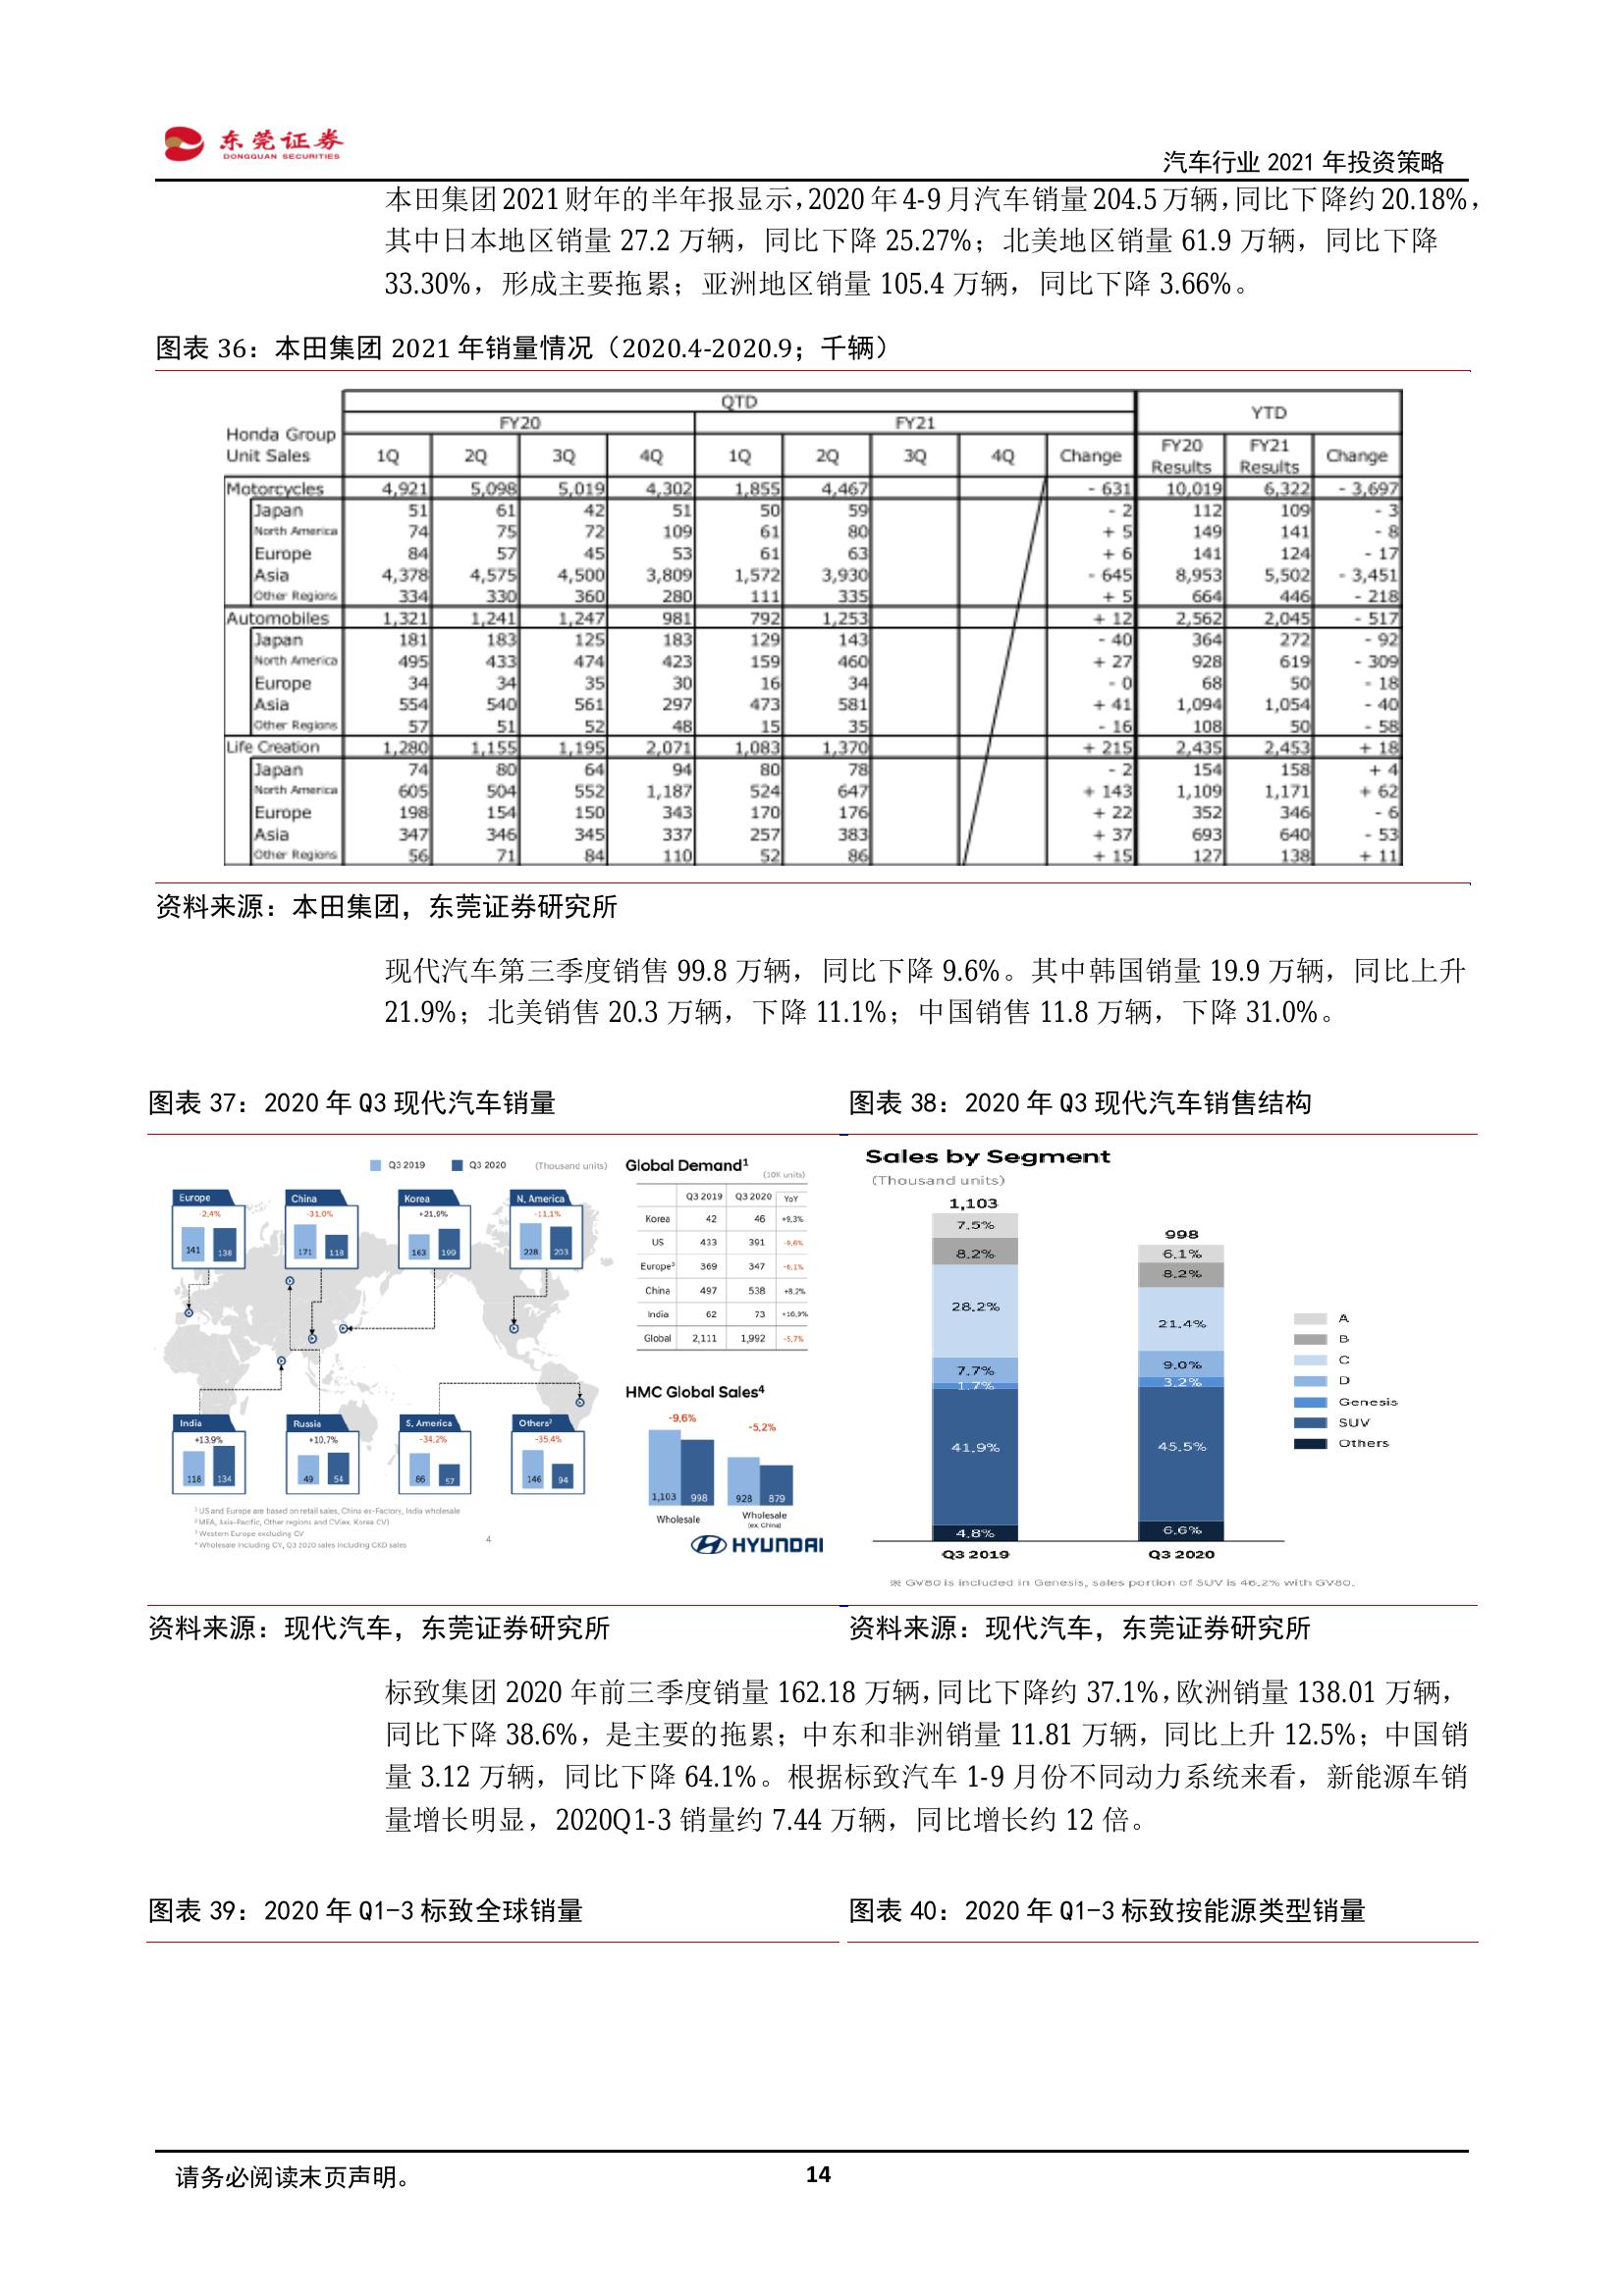 东莞证券
DONGGUAN SECURITIES
汽车行业 2021 年投资策略
本田集团 2021 财年的半年报显示，2020 年 4-9 月汽车销量 204.5 万辆，同比下降约 20.18%，
其中日本地区销量 27.2 万辆，同比下降 25.27%；北美地区销量 61.9 万辆，同比下降
33.30%，形成主要拖累；亚洲地区销量 105.4 万辆，同比下降 3.66%。
图表 36：本田集团 2021 年销量情况（2020.4-2020.9；千辆）
Honda Group Unit Sales QTD YTD
FY20 FY21
1Q 2Q 3Q 4Q 1Q 2Q 3Q 4Q Change FY20 Results FY21 Results Change
Motorcycles 4,921 5,098 5,019 4,302 1,855 4,467 - 631 10,019 6,322 - 3,697
Japan 51 61 42 51 50 59 - 2 112 109 - 3
North America 74 75 72 109 61 80 + 5 149 141 - 8
Europe 84 57 45 53 61 63 + 6 141 124 - 17
Asia 4,378 4,575 4,500 3,809 1,572 3,930 - 645 8,953 5,502 - 3,451
Other Regions 334 330 360 280 111 335 + 5 664 446 - 218
Automobiles 1,321 1,241 1,247 981 792 1,253 + 12 2,562 2,045 - 517
Japan 181 183 125 183 129 143 - 40 364 272 - 92
North America 495 433 474 423 159 460 + 27 928 619 - 309
Europe 34 34 35 30 16 34 - 0 68 50 - 18
Asia 554 540 561 297 473 581 + 41 1,094 1,054 - 40
Other Regions 57 51 52 48 15 35 - 16 108 50 - 58
Life Creation 1,280 1,155 1,195 2,071 1,083 1,370 + 215 2,435 2,453 + 18
Japan 74 80 64 94 80 78 - 2 154 158 + 4
North America 605 504 552 1,187 524 647 + 143 1,109 1,171 + 62
Europe 198 154 150 343 170 176 + 22 352 346 - 6
Asia 347 346 345 337 257 383 + 37 693 640 - 53
Other Regions 56 71 84 110 52 86 + 15 127 138 + 11
资料来源：本田集团，东莞证券研究所
现代汽车第三季度销售 99.8 万辆，同比下降 9.6%。其中韩国销量 19.9 万辆，同比上升
21.9%；北美销售 20.3 万辆，下降 11.1%；中国销售 11.8 万辆，下降 31.0%。
图表 37：2020 年 Q3 现代汽车销量
Q3 2019 Q3 2020 (Thousand units)
Europe China Korea N. America
-2.4% -31.0% +21.9% -11.1%
141 138 171 118 163 199 228 203
India Russia S. America Others²
+13.9% +10.7% -34.2% -35.4%
118 134 49 54 86 57 146 94
¹ US and Europe are based on retail sales, China ex-Factory, India wholesale
² MEA, Asia-Pacific, Other regions and CV(ex. Korea CV)
³ Western Europe excluding CV
⁴ Wholesale including CV, Q3 2020 sales including CKD sales
4
Global Demand¹
(10K units)
Q3 2019 Q3 2020 YoY
Korea 42 46 +9.3%
US 433 391 -9.6%
Europe³ 369 347 -6.1%
China 497 538 +8.2%
India 62 73 +16.9%
Global 2,111 1,992 -5.7%
HMC Global Sales⁴
-9.6% -5.2%
1,103 998 928 879
Wholesale Wholesale
(ex. China)
HYUNDAI
图表 38：2020 年 Q3 现代汽车销售结构
Sales by Segment
(Thousand units)
1,103 998
7.5% 6.1%
8.2% 8.2%
28.2% 21.4%
7.7% 9.0%
1.7% 3.2%
41.9% 45.5%
4.8% 6.6%
Q3 2019 Q3 2020
A
B
C
D
Genesis
SUV
Others
※ GV80 is included in Genesis, sales portion of SUV is 46.2% with GV80.
资料来源：现代汽车，东莞证券研究所
资料来源：现代汽车，东莞证券研究所
标致集团 2020 年前三季度销量 162.18 万辆，同比下降约 37.1%，欧洲销量 138.01 万辆，
同比下降 38.6%，是主要的拖累；中东和非洲销量 11.81 万辆，同比上升 12.5%；中国销
量 3.12 万辆，同比下降 64.1%。根据标致汽车 1-9 月份不同动力系统来看，新能源车销
量增长明显，2020Q1-3 销量约 7.44 万辆，同比增长约 12 倍。
图表 39：2020 年 Q1-3 标致全球销量
图表 40：2020 年 Q1-3 标致按能源类型销量
请务必阅读末页声明。
14